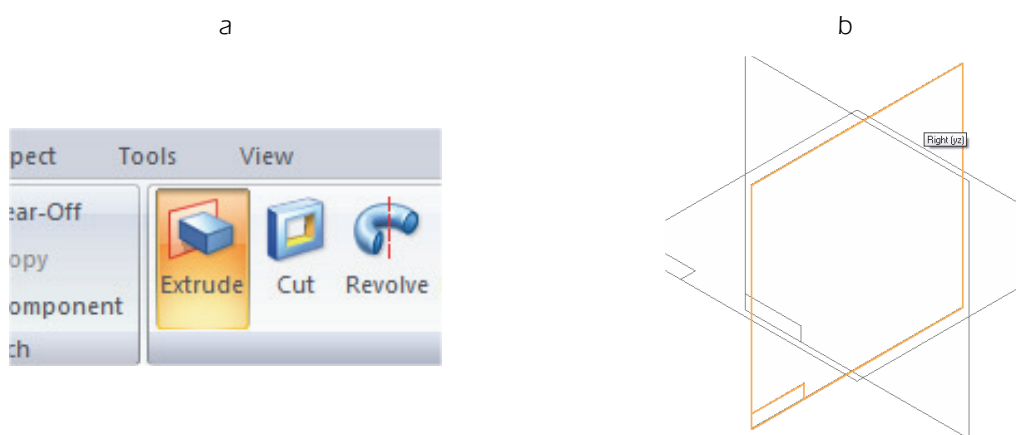 a
b
pect Tools View
ear-Off
opy
omponent
ch
Extrude Cut Revolve
Right (yz)